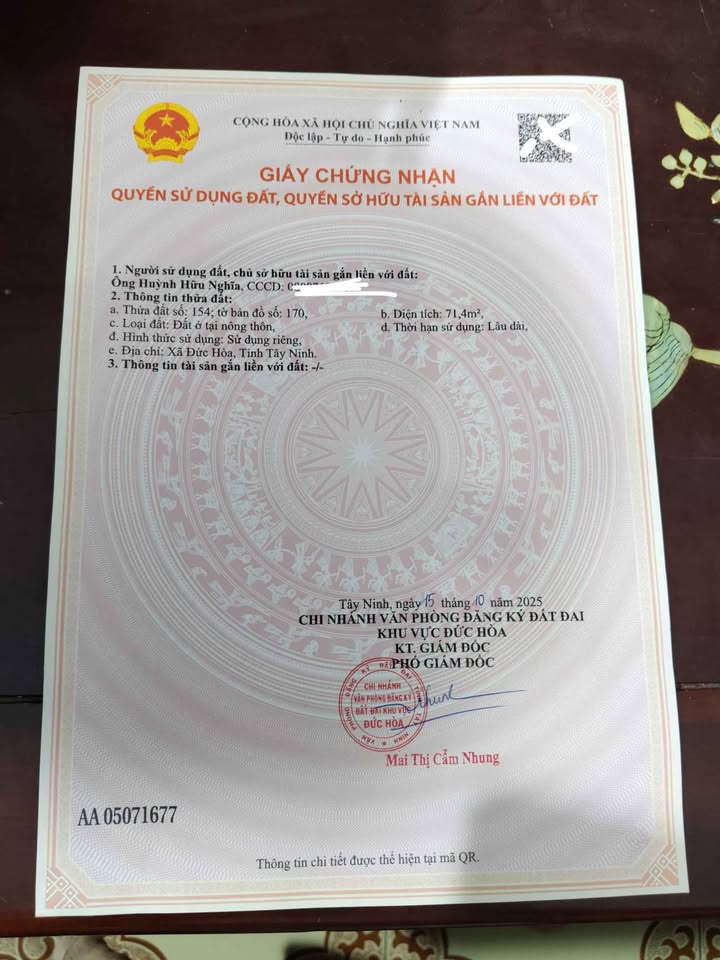 CỘNG HÒA XÃ HỘI CHỦ NGHĨA VIỆT NAM
Độc lập - Tự do - Hạnh phúc
GIẤY CHỨNG NHẬN
QUYỀN SỬ DỤNG ĐẤT, QUYỀN SỞ HỮU TÀI SẢN GẮN LIỀN VỚI ĐẤT
1. Người sử dụng đất, chủ sở hữu tài sản gắn liền với đất:
Ông Huỳnh Hữu Nghĩa, CCCD:
2. Thông tin thửa đất:
a. Thửa đất số: 154; tờ bản đồ số: 170, b. Diện tích: 71,4m²,
c. Loại đất: Đất ở tại nông thôn, d. Thời hạn sử dụng: Lâu dài,
đ. Hình thức sử dụng: Sử dụng riêng,
e. Địa chỉ: Xã Đức Hòa, Tỉnh Tây Ninh.
3. Thông tin tài sản gắn liền với đất: -/-
Tây Ninh, ngày 15 tháng 10 năm 2025
CHI NHÁNH VĂN PHÒNG ĐĂNG KÝ ĐẤT ĐAI
KHU VỰC ĐỨC HÒA
KT. GIÁM ĐỐC
PHÓ GIÁM ĐỐC
CHI NHÁNH
VĂN PHÒNG ĐĂNG KÝ
ĐẤT ĐAI KHU VỰC
ĐỨC HÒA
Mai Thị Cẩm Nhung
AA 05071677
Thông tin chi tiết được thể hiện tại mã QR.